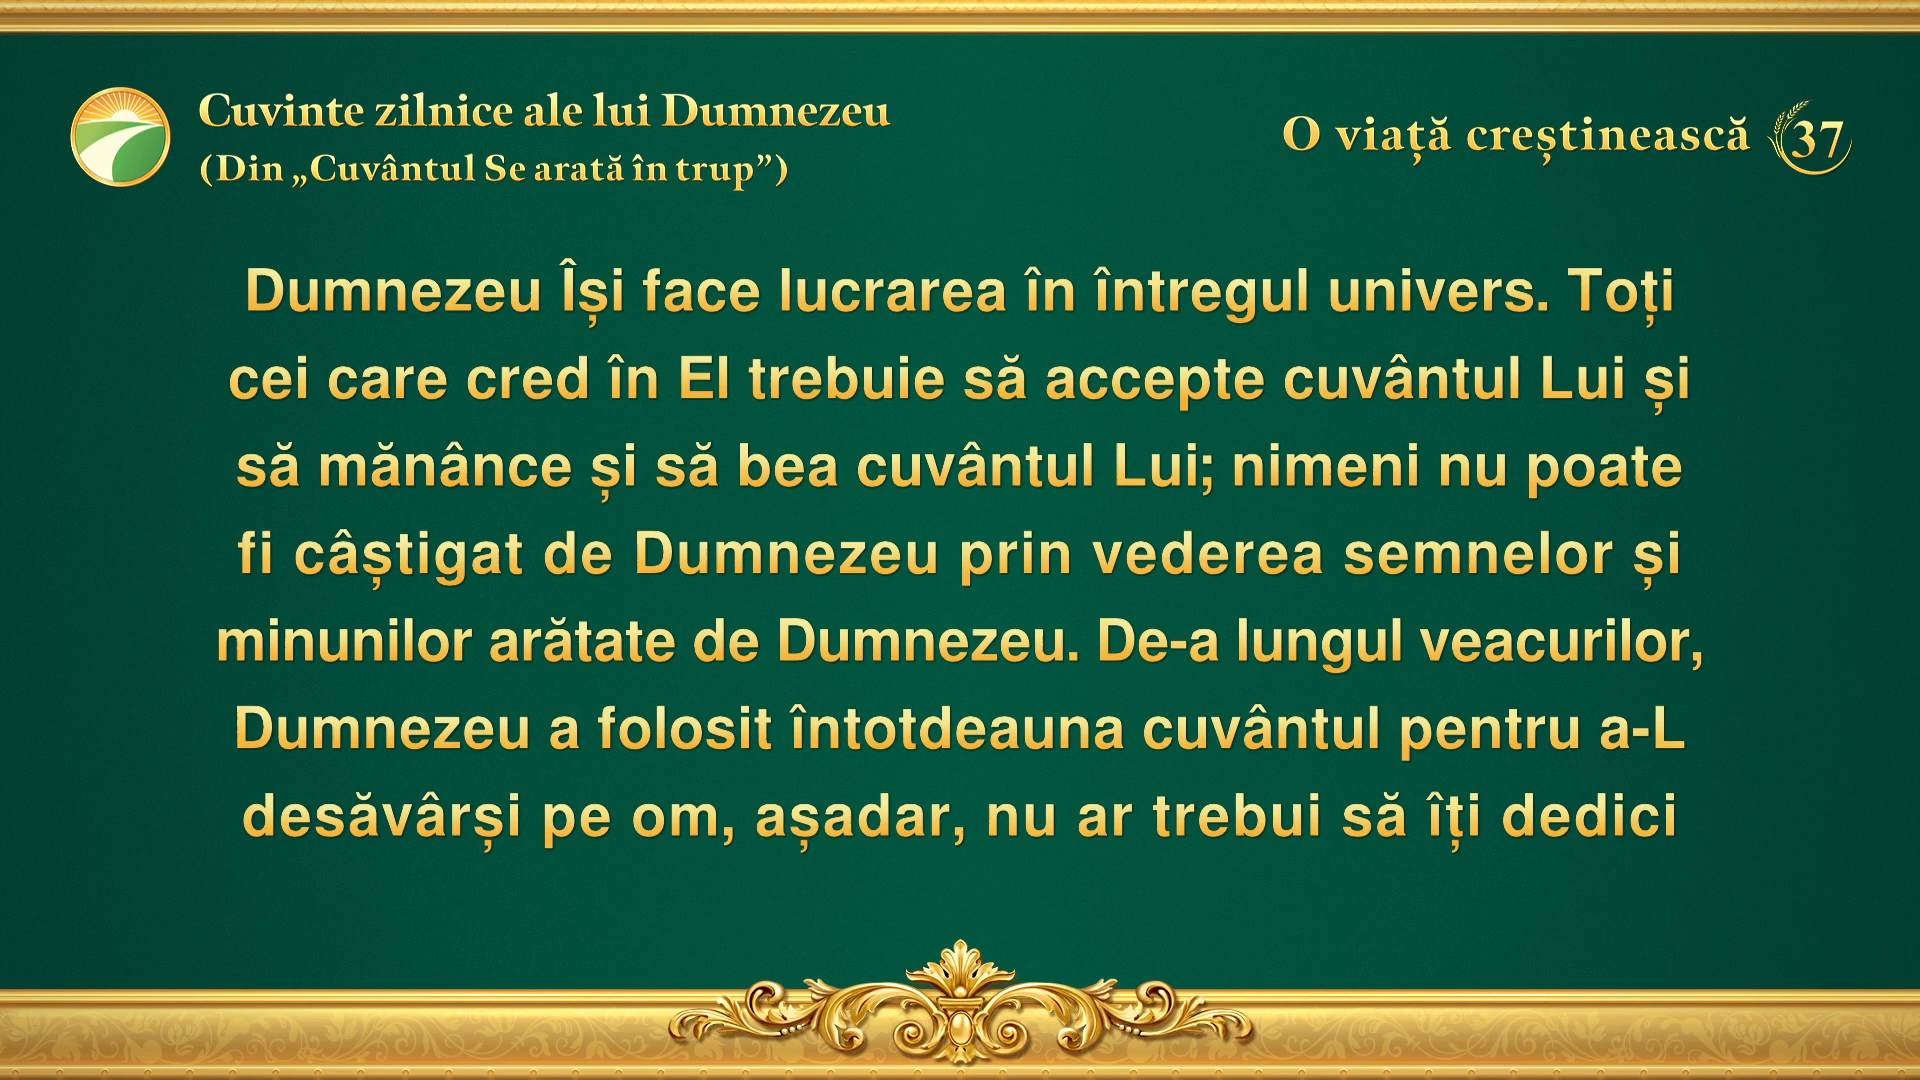 Cuvinte zilnice ale lui Dumnezeu
(Din „Cuvântul Se arată în trup”)
O viață creștinească 37
Dumnezeu Își face lucrarea în întregul univers. Toți
cei care cred în El trebuie să accepte cuvântul Lui și
să mănânce și să bea cuvântul Lui; nimeni nu poate
fi câștigat de Dumnezeu prin vederea semnelor și
minunilor arătate de Dumnezeu. De-a lungul veacurilor,
Dumnezeu a folosit întotdeauna cuvântul pentru a-L
desăvârși pe om, așadar, nu ar trebui să îți dedici